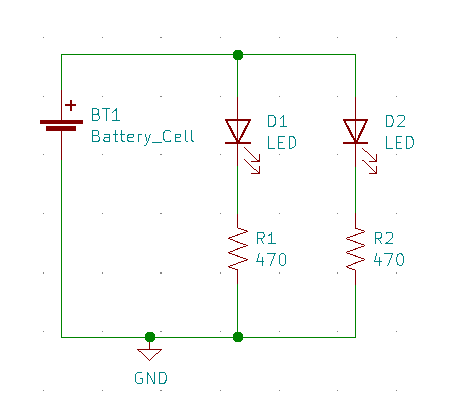 +
BT1
Battery_Cell
D1
LED
D2
LED
R1
470
R2
470
GND